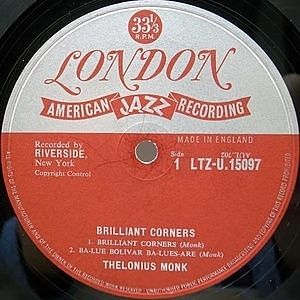 33⅓
R.P.M.
LONDON
AMERICAN JAZZ RECORDING
Recorded by
RIVERSIDE,
New York
Copyright Control
MADE IN ENGLAND
Side
1 LTZ-U.15097
BRILLIANT CORNERS
1. BRILLIANT CORNERS (Monk)
2. BA-LUE BOLIVAR BA-LUES-ARE (Monk)
THELONIUS MONK